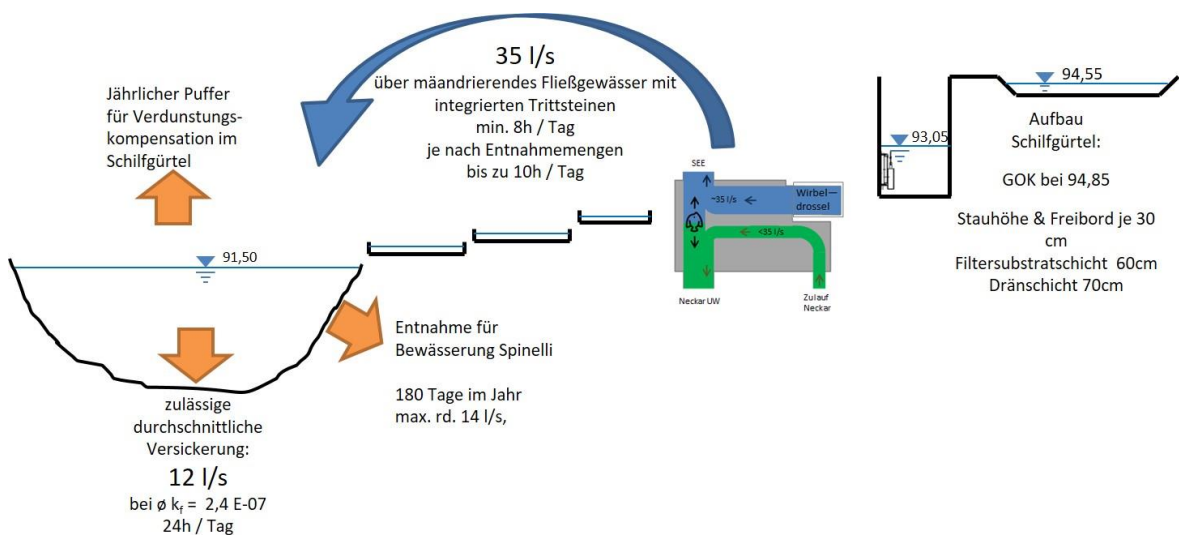 35 l/s
über mäandrierendes Fließgewässer mit
integrierten Trittsteinen
min. 8h / Tag
je nach Entnahmemengen
bis zu 10h / Tag
Jährlicher Puffer
für Verdunstungs-
kompensation im
Schilfgürtel
91,50
zulässige
durchschnittliche
Versickerung:
12 l/s
bei ø kf = 2,4 E-07
24h / Tag
Entnahme für
Bewässerung Spinelli
180 Tage im Jahr
max. rd. 14 l/s,
SEE
~35 l/s
Wirbel—
drossel
<35 l/s
Neckar UW
Zulauf
Neckar
94,55
93,05
Aufbau
Schilfgürtel:
GOK bei 94,85
Stauhöhe & Freibord je 30
cm
Filtersubstratschicht 60cm
Dränschicht 70cm